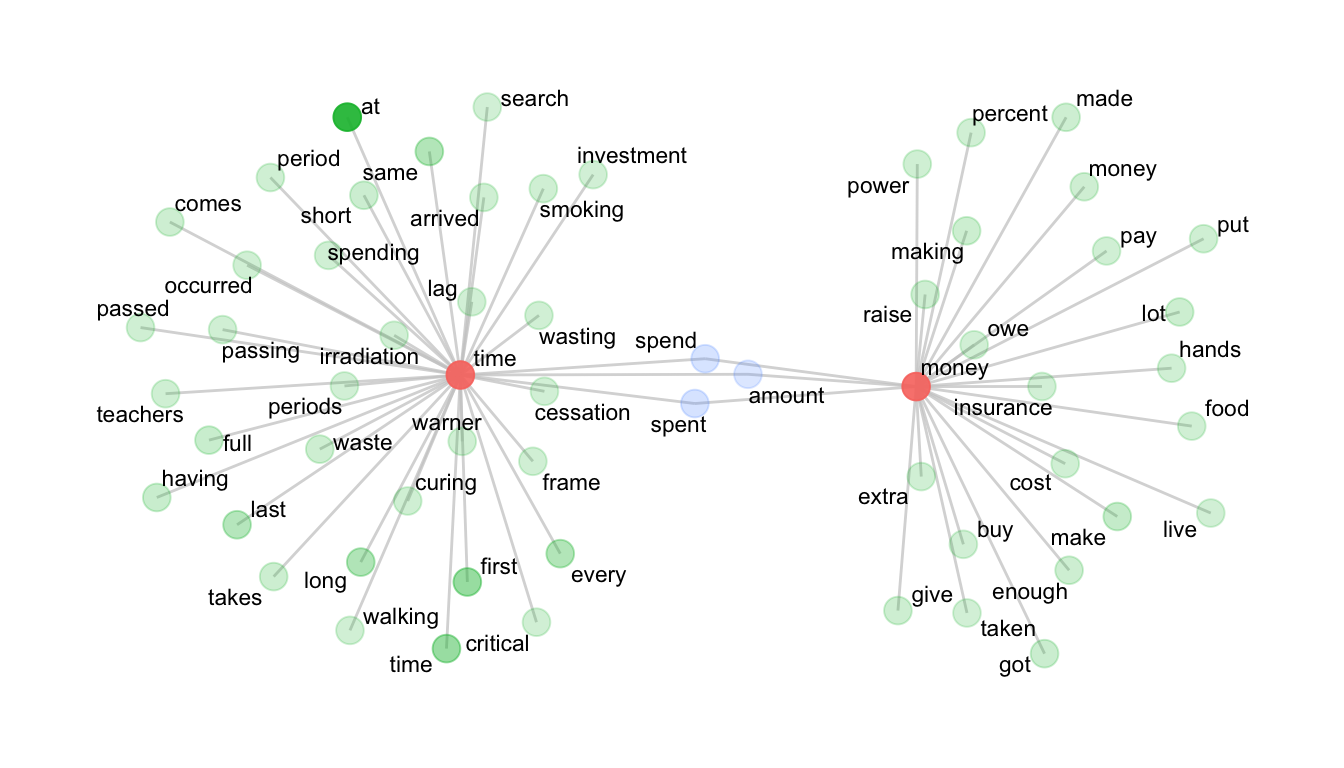 at
search
made
percent
period
same
investment
money
power
comes
short
arrived
smoking
put
pay
making
spending
occurred
lag
passed
raise
lot
owe
wasting
spend
hands
passing
irradiation
time
money
amount
insurance
food
teachers
periods
cessation
warner
spent
full
waste
having
curing
frame
cost
extra
last
buy
make
live
first
every
long
takes
give
enough
walking
critical
taken
time
got